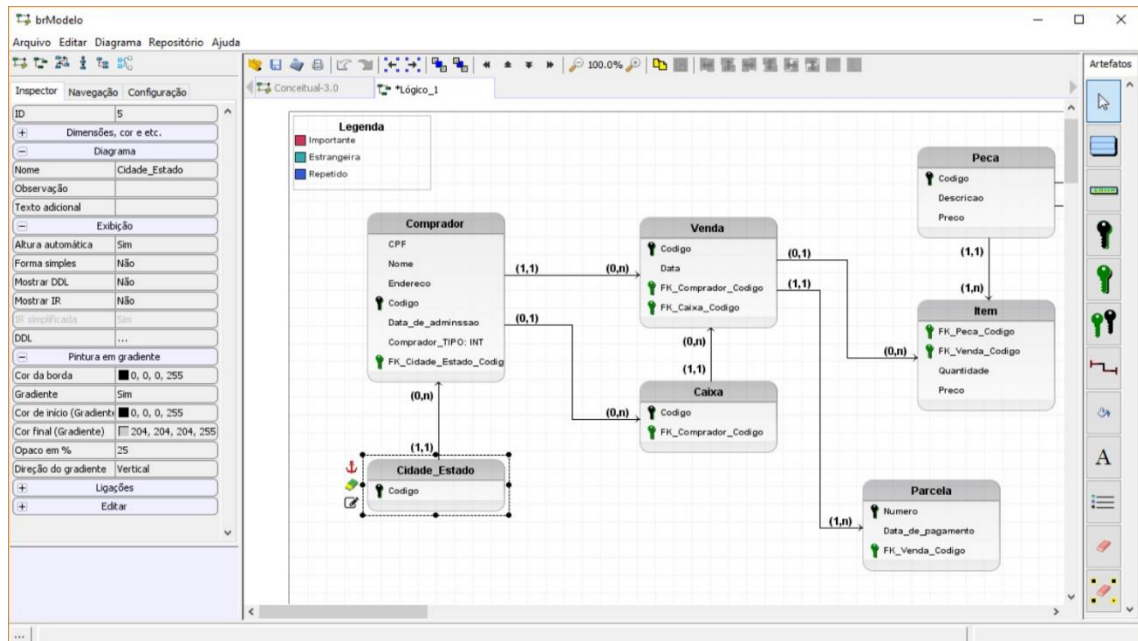 brModelo
Arquivo Editar Diagrama Repositório Ajuda
100.0%
Artefatos
Inspector Navegação Configuração
Conceitual-3.0 *Lógico_1
ID 5
Dimensões, cor e etc.
Diagrama
Nome Cidade_Estado
Observação
Texto adicional
Exibição
Altura automática Sim
Forma simples Não
Mostrar DDL Não
Mostrar IR Não
IR simplificada Sim
DDL ...
Pintura em gradiente
Cor da borda 0, 0, 0, 255
Gradiente Sim
Cor de início (Gradiente 0, 0, 0, 255
Cor final (Gradiente) 204, 204, 204, 255
Opaco em % 25
Direção do gradiente Vertical
Ligações
Editar
Legenda
Importante
Estrangeira
Repetido
Comprador
CPF
Nome
Endereco
Codigo
Data_de_adminssao
Comprador_TIPO: INT
FK_Cidade_Estado_Codig
(1,1)
(0,n)
(0,1)
(0,n)
(0,n)
(1,1)
Cidade_Estado
Codigo
Venda
Codigo
Data
FK_Comprador_Codigo
FK_Caixa_Codigo
(0,n)
(1,1)
Caixa
Codigo
FK_Comprador_Codigo
(0,1)
(1,1)
(0,n)
(1,n)
Peca
Codigo
Descricao
Preco
(1,1)
(1,n)
Item
FK_Peca_Codigo
FK_Venda_Codigo
Quantidade
Preco
Parcela
Numero
Data_de_pagamento
FK_Venda_Codigo
A
...